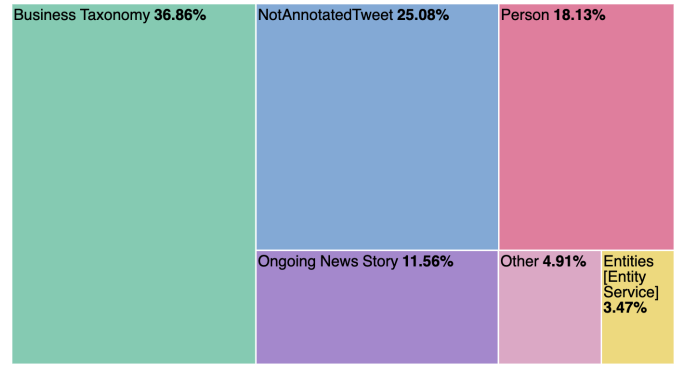 Business Taxonomy 36.86%
NotAnnotatedTweet 25.08%
Person 18.13%
Ongoing News Story 11.56%
Other 4.91%
Entities
[Entity
Service]
3.47%